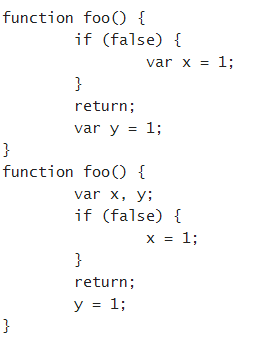 function foo() {
        if (false) {
                var x = 1;
        }
        return;
        var y = 1;
}
function foo() {
        var x, y;
        if (false) {
                x = 1;
        }
        return;
        y = 1;
}